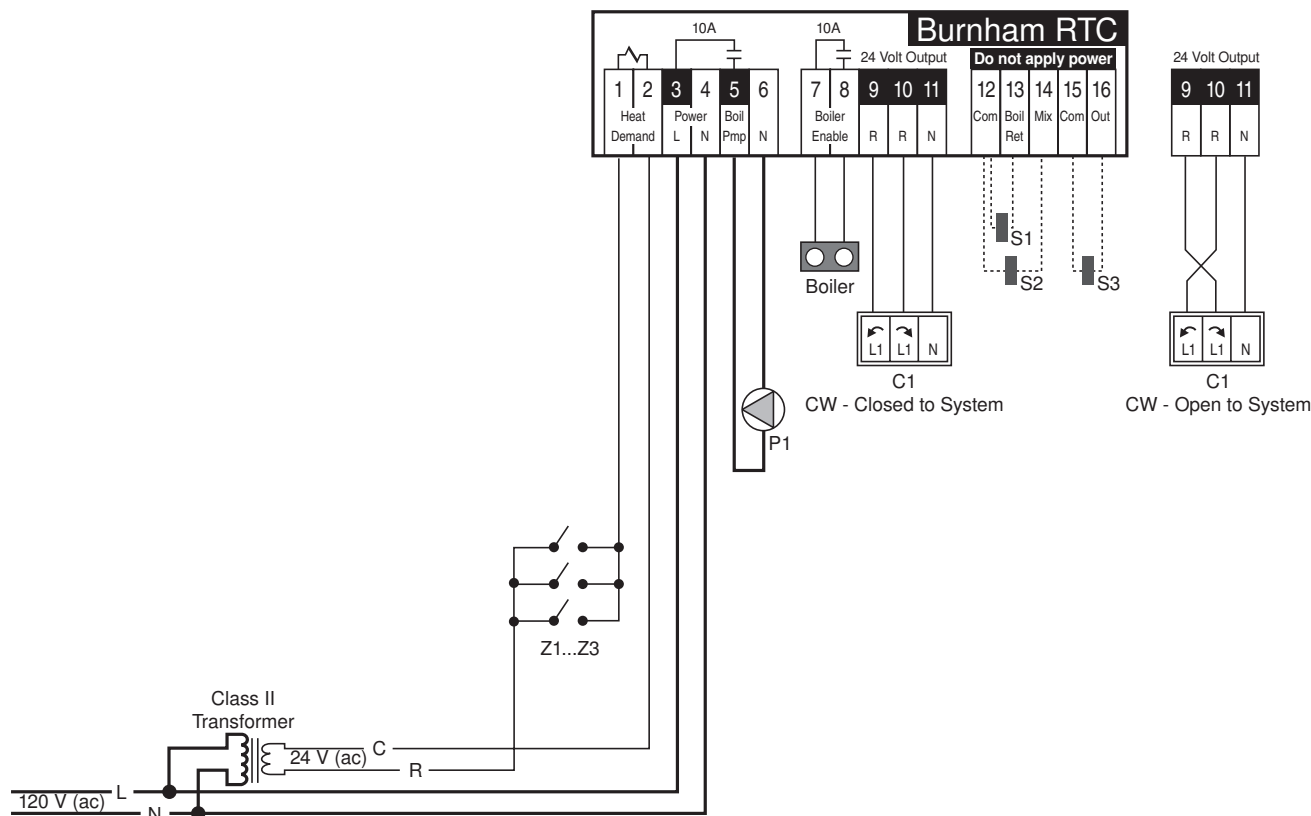 Burnham RTC
10A
10A
24 Volt Output
Do not apply power
1 2 3 4 5 6 7 8 9 10 11 12 13 14 15 16
Heat Demand
Power
L N
Boil Pmp
N
Boiler Enable
R R N
Com
Boil Ret
Mix
Com
Out
24 Volt Output
9 10 11
R R N
S1
S2
S3
Boiler
L1 L1 N
C1
CW - Closed to System
L1 L1 N
C1
CW - Open to System
P1
Z1...Z3
Class II
Transformer
24 V (ac)
C
R
120 V (ac)
L
N